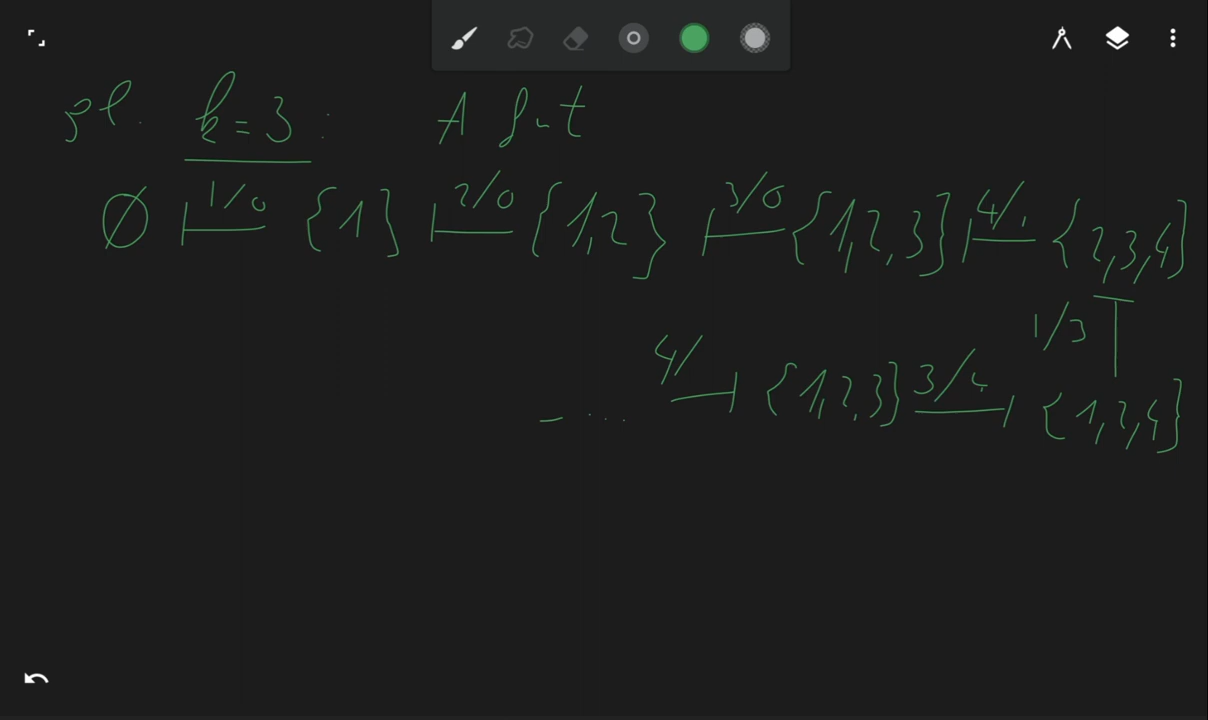 pl. k=3: A fut
∅ 1/0 {1} 2/0 {1,2} 3/0 {1,2,3} 4/1 {2,3,4}
1/3
... 4/ {1,2,3} 3/4 {1,2,4}